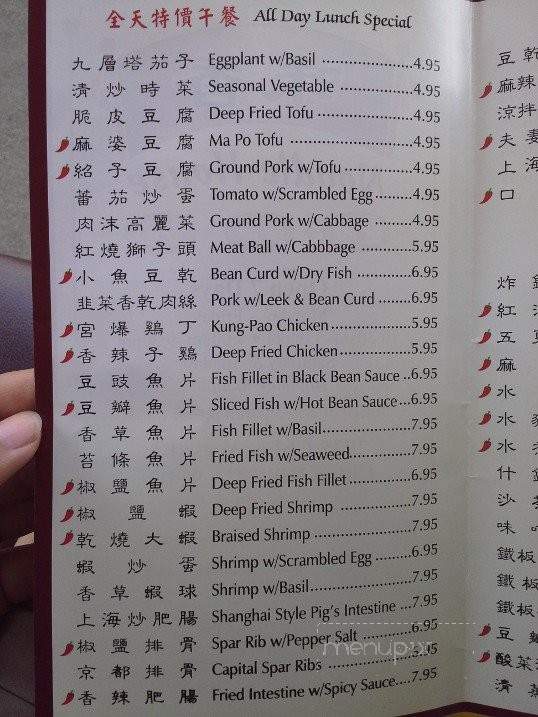 全天特價午餐 All Day Lunch Special
九層塔茄子 Eggplant w/Basil ......................4.95
清炒時菜 Seasonal Vegetable ...................4.95
脆皮豆腐 Deep Fried Tofu ........................4.95
麻婆豆腐 Ma Po Tofu ..............................4.95
紹子豆腐 Ground Pork w/Tofu .................4.95
蕃茄炒蛋 Tomato w/Scrambled Egg .........4.95
肉沫高麗菜 Ground Pork w/Cabbage ..........4.95
紅燒獅子頭 Meat Ball w/Cabbbage .............5.95
小魚豆乾 Bean Curd w/Dry Fish ..............6.95
韭菜香乾肉絲 Pork w/Leek & Bean Curd ........6.95
宮爆鷄丁 Kung-Pao Chicken ...................5.95
香辣子鷄 Deep Fried Chicken .................5.95
豆豉魚片 Fish Fillet in Black Bean Sauce ..6.95
豆瓣魚片 Sliced Fish w/Hot Bean Sauce ...6.95
香草魚片 Fish Fillet w/Basil.....................7.95
苔條魚片 Fried Fish w/Seaweed...............7.95
椒鹽魚片 Deep Fried Fish Fillet ...............6.95
椒鹽蝦 Deep Fried Shrimp ..................7.95
乾燒大蝦 Braised Shrimp .......................7.95
蝦炒蛋 Shrimp w/Scrambled Egg .........6.95
香草蝦球 Shrimp w/Basil........................7.95
上海炒肥腸 Shanghai Style Pig's Intestine ...7.95
椒鹽排骨 Spar Rib w/Pepper Salt ............6.95
京都排骨 Capital Spar Ribs
香辣肥腸 Fried Intestine w/Spicy Sauce....7.95
豆乾
麻辣
涼拌
夫妻
上海
口
炸
紅
五
麻
水
水
水
什
沙
味
鐵板
鐵板
鐵板
豆
酸菜
清
menupix